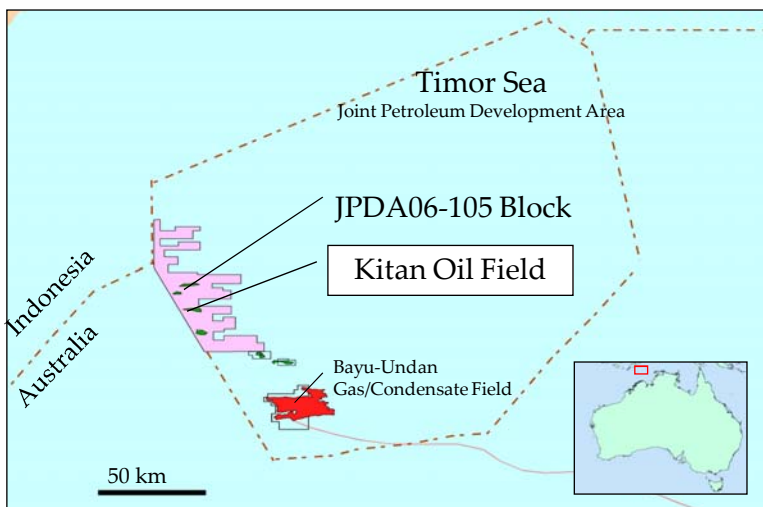 Timor Sea
Joint Petroleum Development Area
JPDA06-105 Block
Kitan Oil Field
Indonesia
Australia
Bayu-Undan
Gas/Condensate Field
50 km